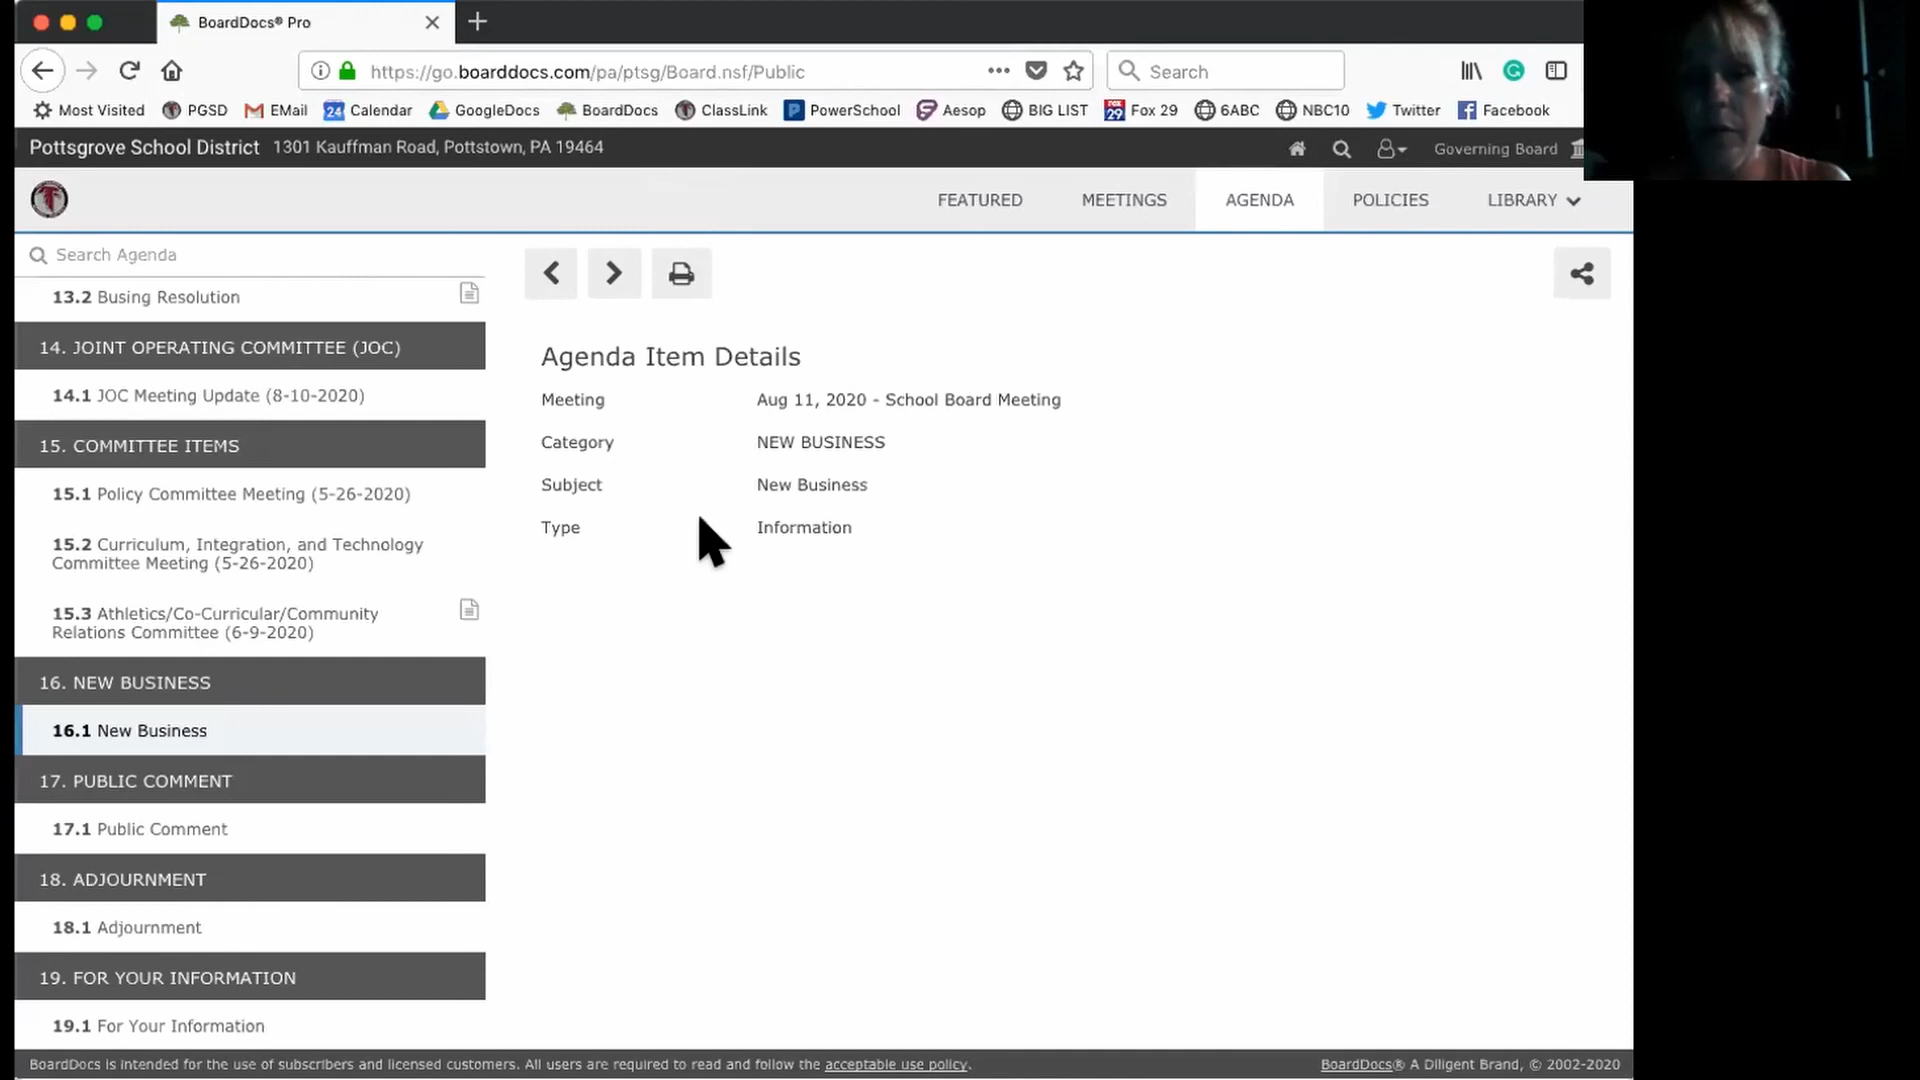 BoardDocs® Pro
https://go.boarddocs.com/pa/ptsg/Board.nsf/Public
Search
Most Visited PGSD EMail 24 Calendar GoogleDocs BoardDocs ClassLink PowerSchool Aesop BIG LIST FOX 29 Fox 29 6ABC NBC10 Twitter Facebook
Pottsgrove School District 1301 Kauffman Road, Pottstown, PA 19464
Governing Board
FEATURED MEETINGS AGENDA POLICIES LIBRARY
Search Agenda
13.2 Busing Resolution
14. JOINT OPERATING COMMITTEE (JOC)
14.1 JOC Meeting Update (8-10-2020)
15. COMMITTEE ITEMS
15.1 Policy Committee Meeting (5-26-2020)
15.2 Curriculum, Integration, and Technology
Committee Meeting (5-26-2020)
15.3 Athletics/Co-Curricular/Community
Relations Committee (6-9-2020)
16. NEW BUSINESS
16.1 New Business
17. PUBLIC COMMENT
17.1 Public Comment
18. ADJOURNMENT
18.1 Adjournment
19. FOR YOUR INFORMATION
19.1 For Your Information
Agenda Item Details
Meeting Aug 11, 2020 - School Board Meeting
Category NEW BUSINESS
Subject New Business
Type Information
BoardDocs is intended for the use of subscribers and licensed customers. All users are required to read and follow the acceptable use policy.
BoardDocs® A Diligent Brand, © 2002-2020